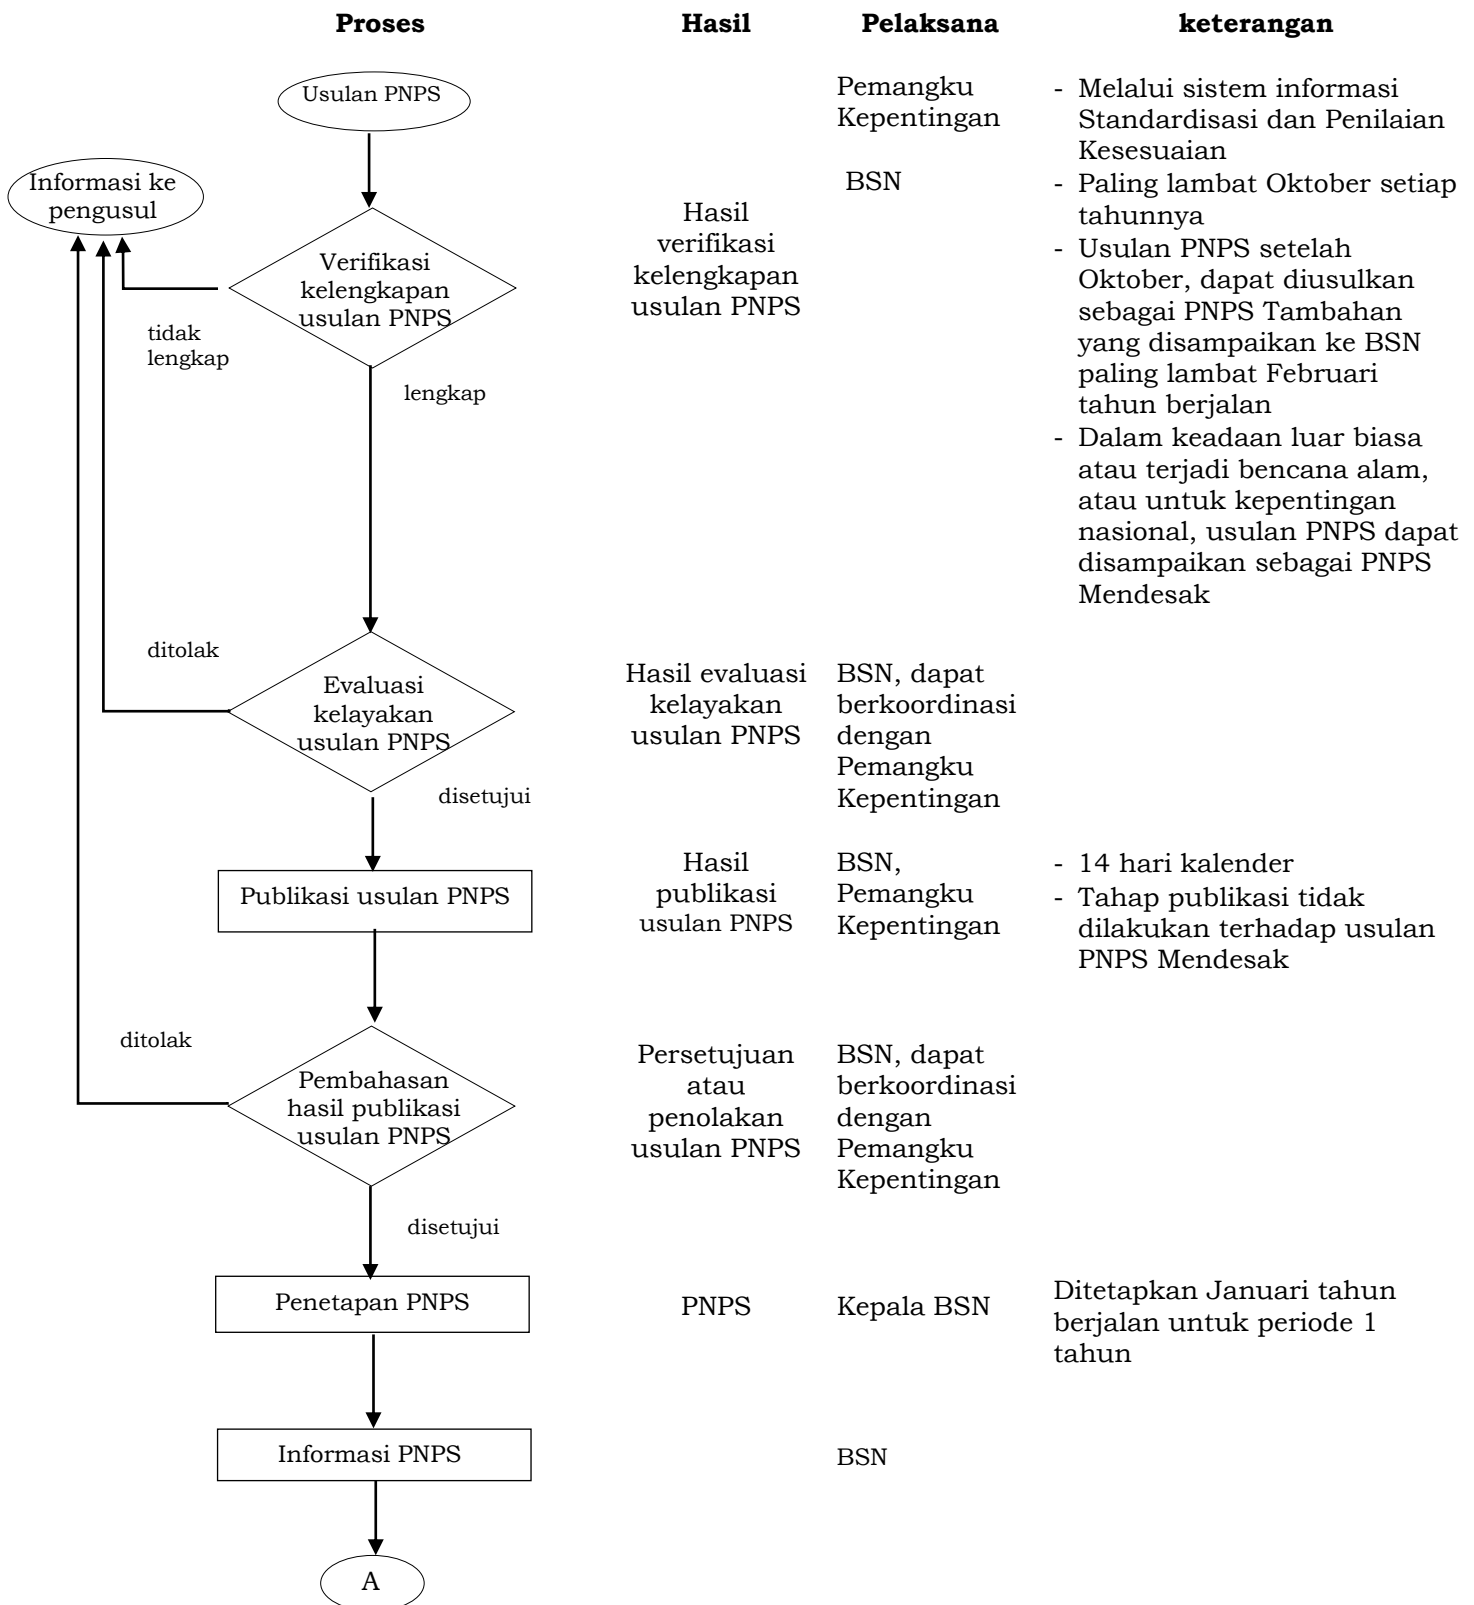 Proses Hasil Pelaksana keterangan
Usulan PNPS
Pemangku
Kepentingan
- Melalui sistem informasi
Standardisasi dan Penilaian
Kesesuaian
Informasi ke
pengusul
BSN
- Paling lambat Oktober setiap
tahunnya
- Usulan PNPS setelah
Oktober, dapat diusulkan
sebagai PNPS Tambahan
yang disampaikan ke BSN
paling lambat Februari
tahun berjalan
- Dalam keadaan luar biasa
atau terjadi bencana alam,
atau untuk kepentingan
nasional, usulan PNPS dapat
disampaikan sebagai PNPS
Mendesak
Verifikasi
kelengkapan
usulan PNPS
Hasil
verifikasi
kelengkapan
usulan PNPS
tidak
lengkap
lengkap
ditolak
Evaluasi
kelayakan
usulan PNPS
Hasil evaluasi
kelayakan
usulan PNPS
BSN, dapat
berkoordinasi
dengan
Pemangku
Kepentingan
disetujui
Publikasi usulan PNPS
Hasil
publikasi
usulan PNPS
BSN,
Pemangku
Kepentingan
- 14 hari kalender
- Tahap publikasi tidak
dilakukan terhadap usulan
PNPS Mendesak
ditolak
Pembahasan
hasil publikasi
usulan PNPS
Persetujuan
atau
penolakan
usulan PNPS
BSN, dapat
berkoordinasi
dengan
Pemangku
Kepentingan
disetujui
Penetapan PNPS
PNPS
Kepala BSN
Ditetapkan Januari tahun
berjalan untuk periode 1
tahun
Informasi PNPS
BSN
A